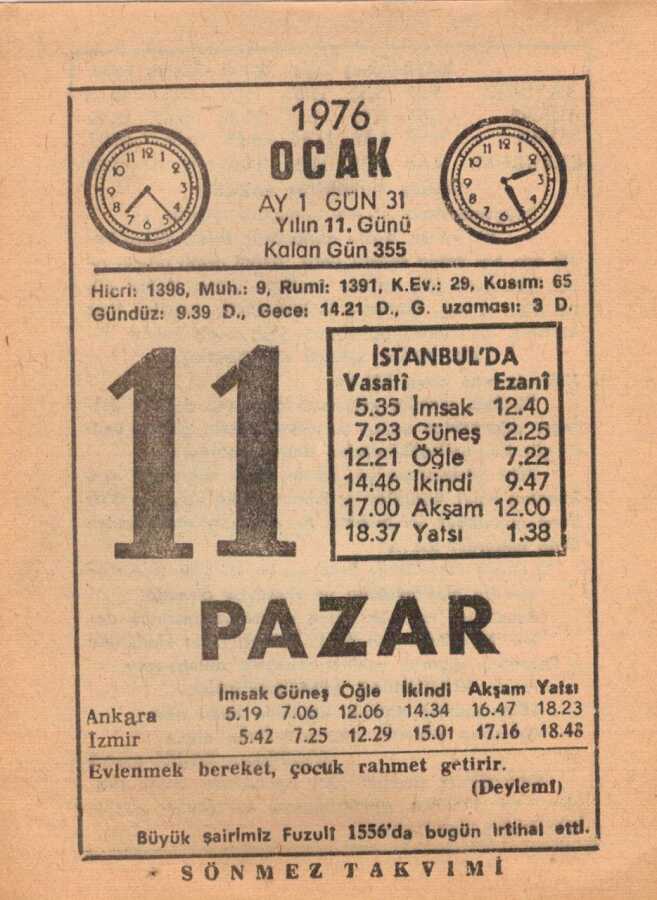 1976
OCAK
AY 1 GÜN 31
Yılın 11. Günü
Kalan Gün 355
Hicri: 1396, Muh.: 9, Rumi: 1391, K.Ev.: 29, Kasım: 65
Gündüz: 9.39 D., Gece: 14.21 D., G. uzaması: 3 D.
11
İSTANBUL'DA
Vasatî Ezanî
5.35 İmsak 12.40
7.23 Güneş 2.25
12.21 Öğle 7.22
14.46 İkindi 9.47
17.00 Akşam 12.00
18.37 Yatsı 1.38
PAZAR
İmsak Güneş Öğle İkindi Akşam Yatsı
Ankara 5.19 7.06 12.06 14.34 16.47 18.23
İzmir 5.42 7.25 12.29 15.01 17.16 18.48
Evlenmek bereket, çocuk rahmet getirir.
(Deylemî)
Büyük şairimiz Fuzulî 1556'da bugün irtihal etti.
SÖNMEZ TAKVİMİ